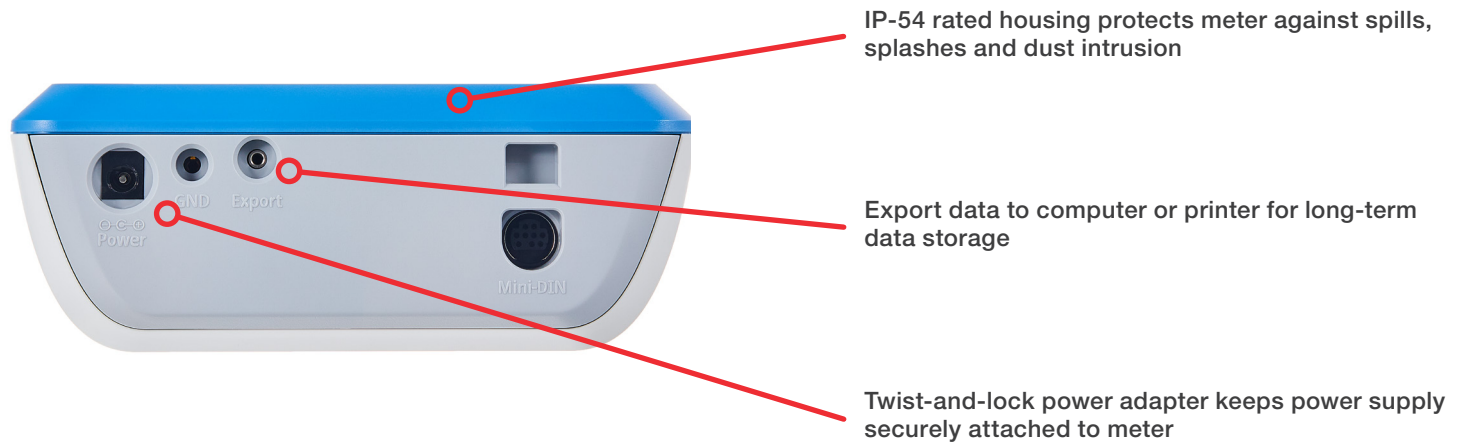 IP-54 rated housing protects meter against spills,
splashes and dust intrusion
GND
Export
Power
Mini-DIN
Export data to computer or printer for long-term
data storage
Twist-and-lock power adapter keeps power supply
securely attached to meter